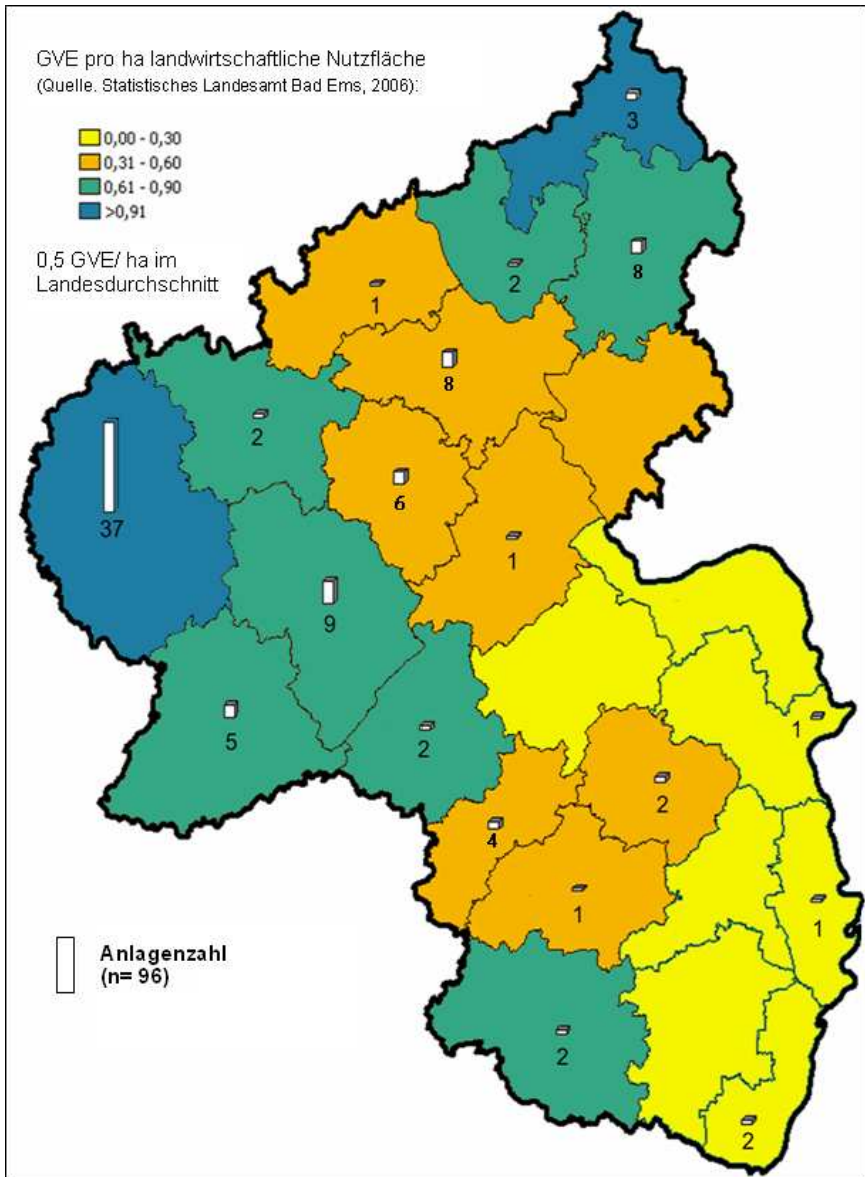 GVE pro ha landwirtschaftliche Nutzfläche
(Quelle. Statistisches Landesamt Bad Ems, 2006):
0,00 - 0,30
0,31 - 0,60
0,61 - 0,90
>0,91
0,5 GVE/ ha im
Landesdurchschnitt
3
8
2
1
8
2
6
37
1
9
5
2
1
2
4
1
1
2
2
Anlagenzahl
(n= 96)